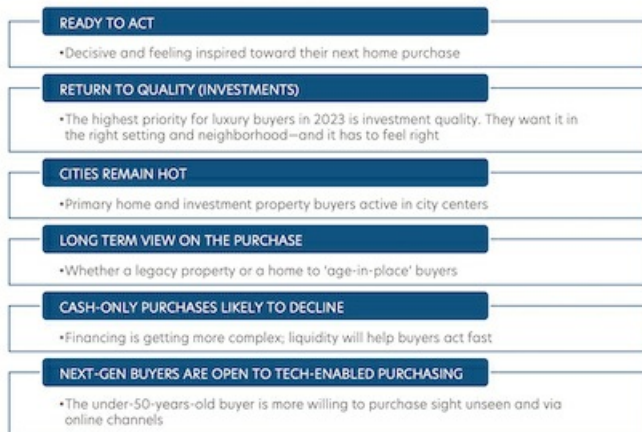 READY TO ACT
•Decisive and feeling inspired toward their next home purchase
RETURN TO QUALITY (INVESTMENTS)
•The highest priority for luxury buyers in 2023 is investment quality. They want it in
the right setting and neighborhood—and it has to feel right
CITIES REMAIN HOT
•Primary home and investment property buyers active in city centers
LONG TERM VIEW ON THE PURCHASE
•Whether a legacy property or a home to 'age-in-place' buyers
CASH-ONLY PURCHASES LIKELY TO DECLINE
•Financing is getting more complex; liquidity will help buyers act fast
NEXT-GEN BUYERS ARE OPEN TO TECH-ENABLED PURCHASING
•The under-50-years-old buyer is more willing to purchase sight unseen and via
online channels